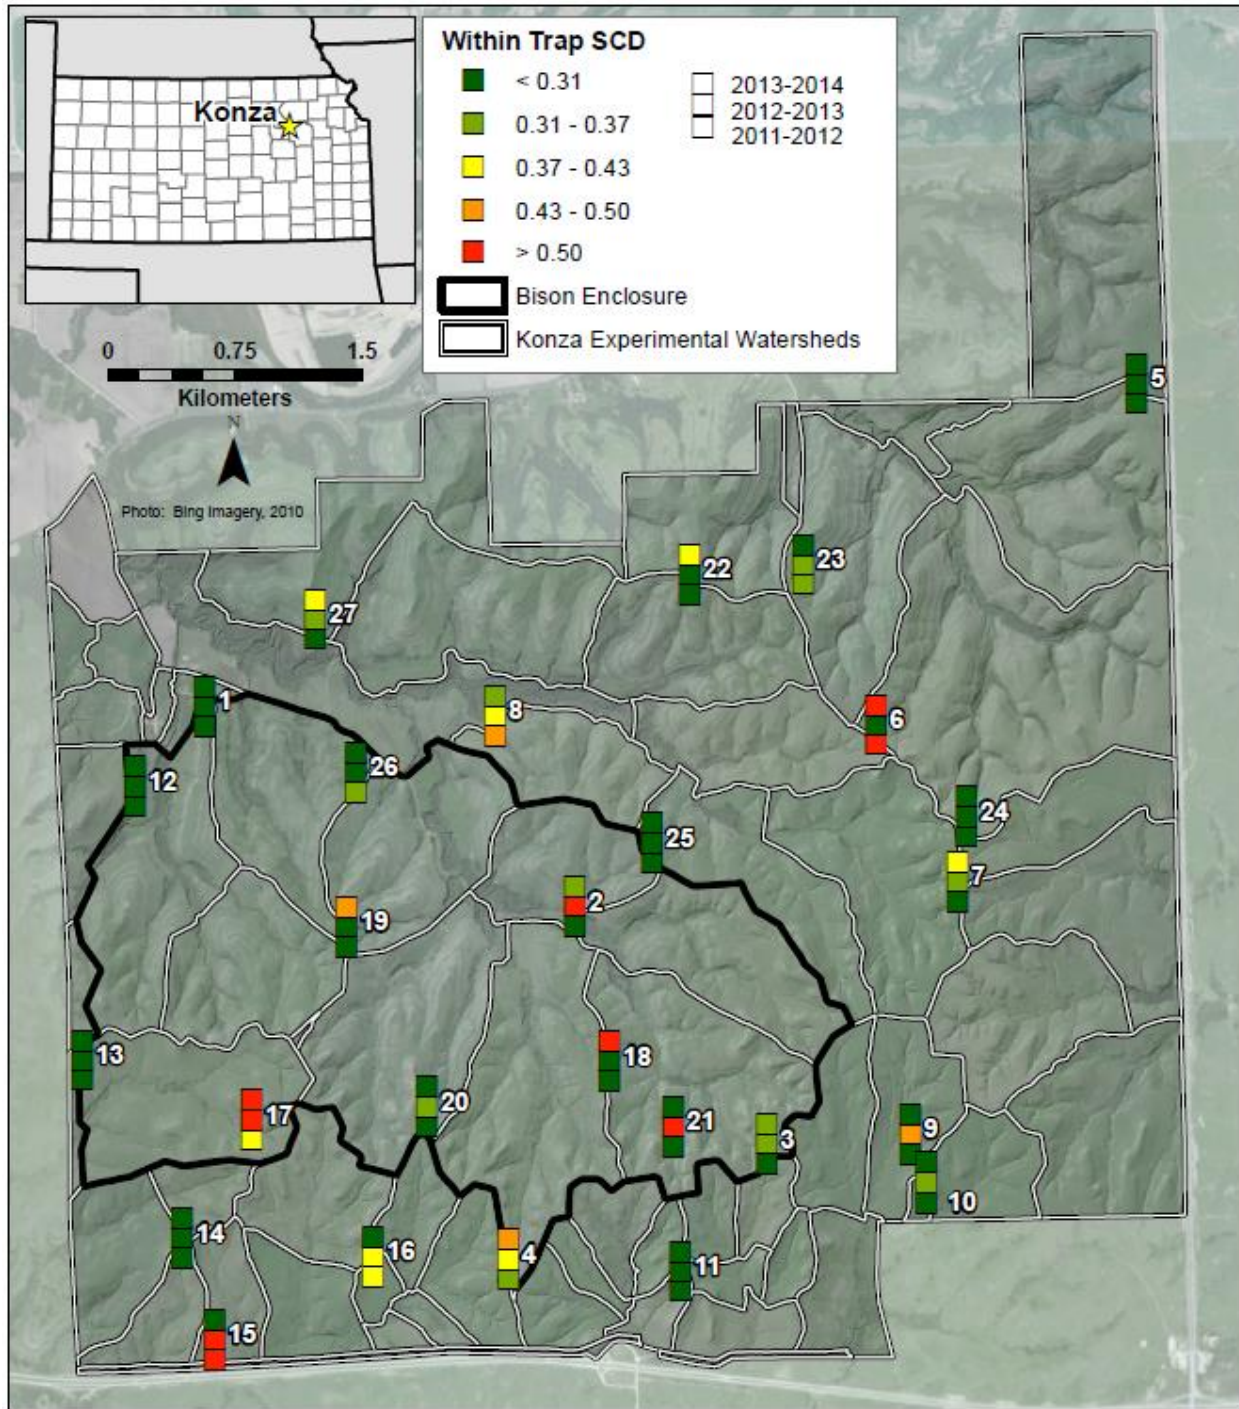 Konza
Within Trap SCD
< 0.31
0.31 - 0.37
0.37 - 0.43
0.43 - 0.50
> 0.50
2013-2014
2012-2013
2011-2012
Bison Enclosure
Konza Experimental Watersheds
0 0.75 1.5
Kilometers
N
Photo: Bing Imagery, 2010
5
23
22
27
1
8
6
26
12
24
25
7
2
19
13
18
20
17
21
9
3
10
14
16
4
11
15